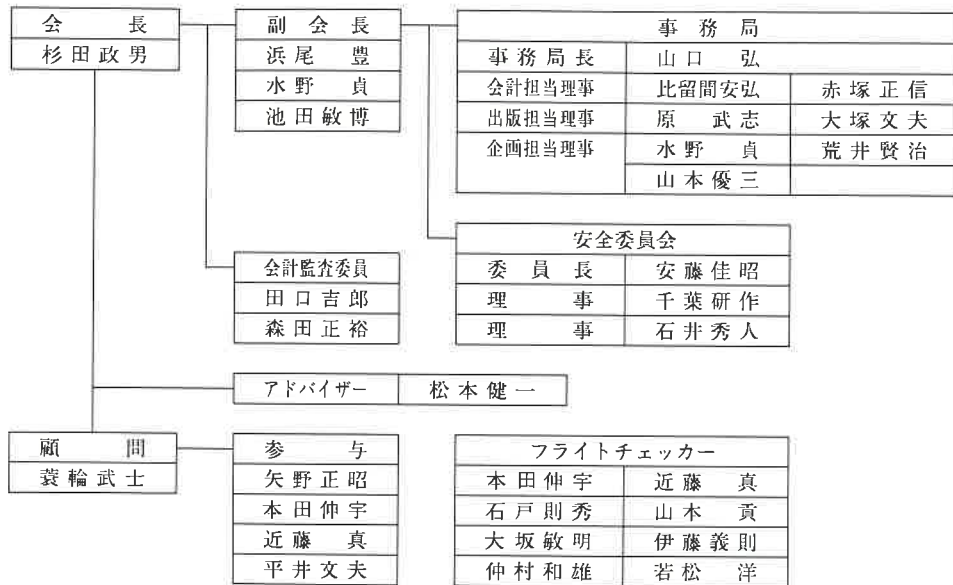 会長
杉田政男
副会長
浜尾豊
水野貞
池田敏博
事務局
事務局長 山口弘
会計担当理事 比留間安弘 赤塚正信
出版担当理事 原武志 大塚文夫
企画担当理事 水野貞 荒井賢治
山本優三
安全委員会
委員長 安藤佳昭
理事 千葉研作
理事 石井秀人
会計監査委員
田口吉郎
森田正裕
アドバイザー 松本健一
顧問
蓑輪武士
参与
矢野正昭
本田伸宇
近藤真
平井文夫
フライトチェッカー
本田伸宇 近藤真
石戸則秀 山本貢
大坂敏明 伊藤義則
仲村和雄 若松洋